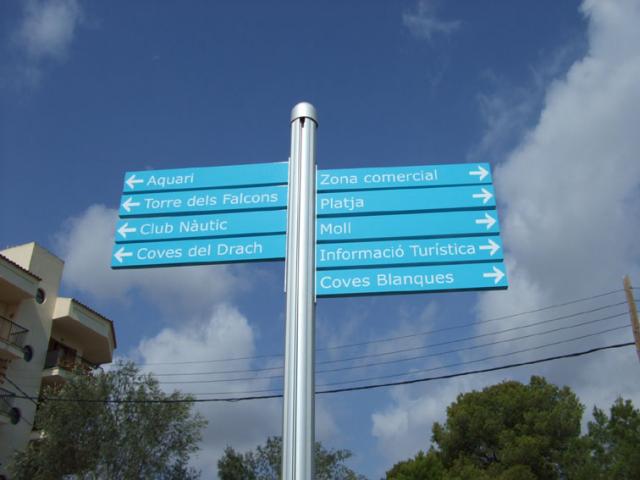 Aquari
Torre dels Falcons
Club Nàutic
Coves del Drach
Zona comercial
Platja
Moll
Informació Turística
Coves Blanques